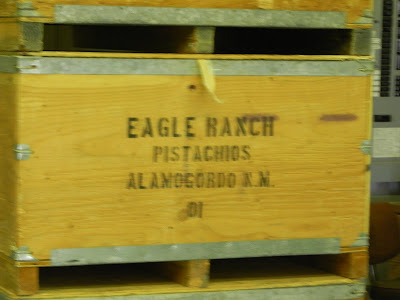 EAGLE RANCH
PISTACHIOS
ALAMOGORDO N.M.
01